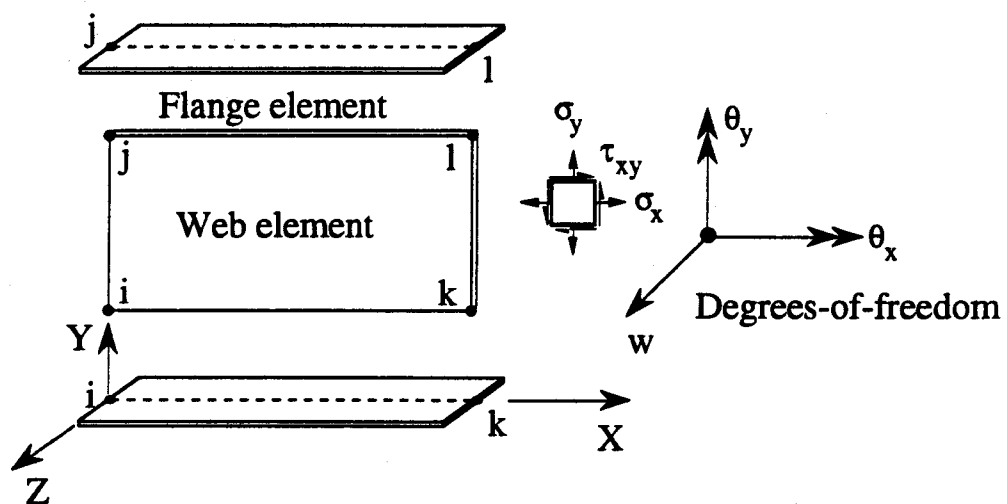 j
l
Flange element
j
l
Web element
i
k
σy
τxy
σx
θy
θx
w
Degrees-of-freedom
Y
i
k
X
Z